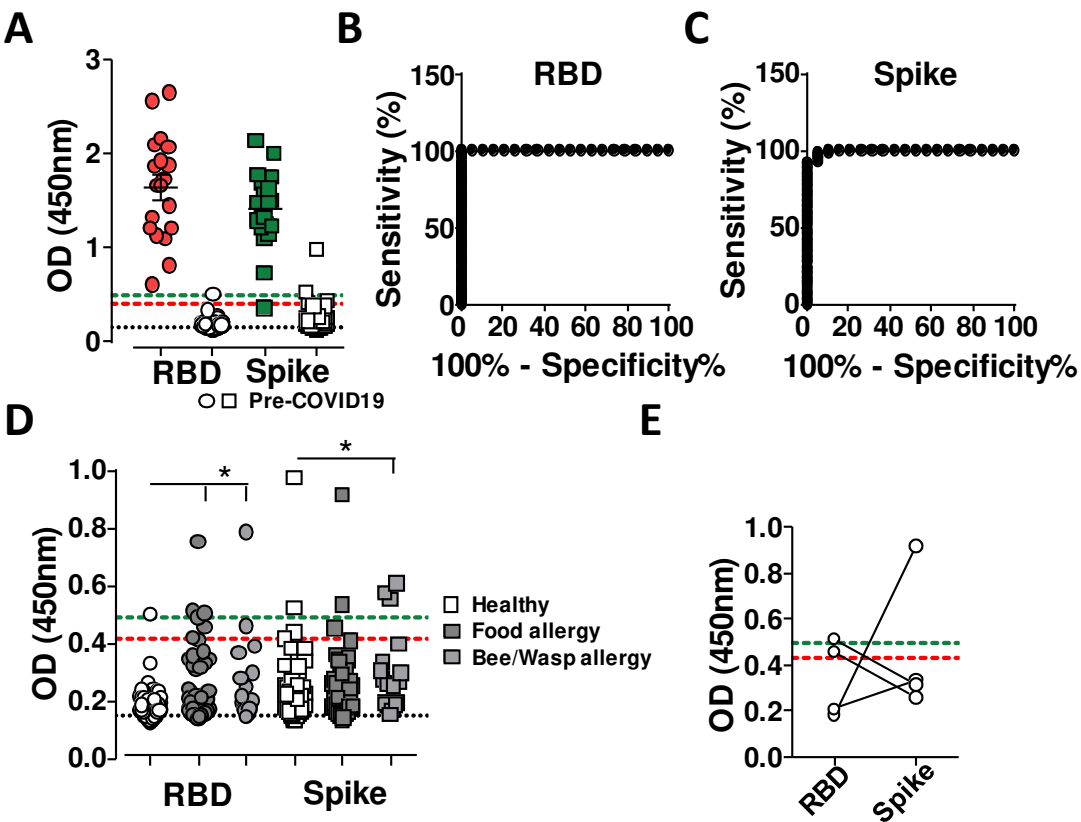 A
3
2
1
0
OD (450nm)
RBD Spike
Pre-COVID19
B
RBD
150
100
50
0
Sensitivity (%)
0 20 40 60 80 100
100% - Specificity%
C
Spike
150
100
50
0
Sensitivity (%)
0 20 40 60 80 100
100% - Specificity%
D
1.0
0.8
0.6
0.4
0.2
0.0
OD (450nm)
*
*
RBD Spike
Healthy
Food allergy
Bee/Wasp allergy
E
1.0
0.8
0.6
0.4
0.2
0.0
OD (450nm)
RBD
Spike